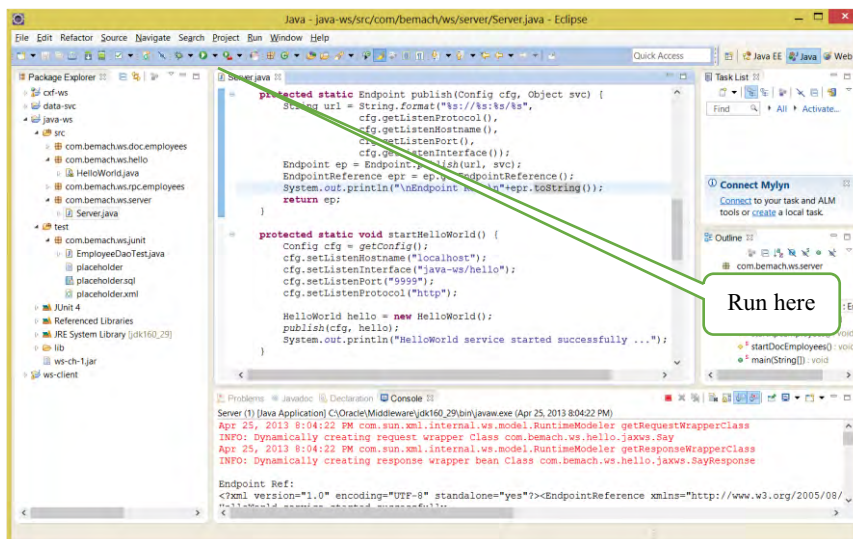 Java - java-ws/src/com/bemach/ws/server/Server.java - Eclipse
File Edit Refactor Source Navigate Search Project Run Window Help
Quick Access
Java EE
Java
Web
Package Explorer
cxf-ws
data-svc
java-ws
src
com.bemach.ws.doc.employees
com.bemach.ws.hello
HelloWorld.java
com.bemach.ws.rpc.employees
com.bemach.ws.server
Server.java
test
com.bemach.ws.junit
EmployeeDaoTest.java
placeholder
placeholder.sql
placeholder.xml
JUnit 4
Referenced Libraries
JRE System Library [jdk160_29]
lib
ws-ch-1.jar
ws-client
Server.java
protected static Endpoint publish(Config cfg, Object svc) {
String url = String.format("%s://%s:%s/%s",
cfg.getListenProtocol(),
cfg.getListenHostname(),
cfg.getListenPort(),
cfg.getListenInterface());
Endpoint ep = Endpoint.publish(url, svc);
EndpointReference epr = ep.getEndpointReference();
System.out.println("\nEndpoint Ref:\n"+epr.toString());
return ep;
}
protected static void startHelloWorld() {
Config cfg = getConfig();
cfg.setListenHostname("localhost");
cfg.setListenInterface("java-ws/hello");
cfg.setListenPort("9999");
cfg.setListenProtocol("http");
HelloWorld hello = new HelloWorld();
publish(cfg, hello);
System.out.println("HelloWorld service started successfully ...");
}
Task List
Find
All
Activate...
Connect Mylyn
Connect to your task and ALM
tools or create a local task.
Outline
com.bemach.ws.server
Run here
startDocEmployees() : void
main(String[]) : void
Problems Javadoc Declaration Console
Server (1) [Java Application] C:\Oracle\Middleware\jdk160_29\bin\javaw.exe (Apr 25, 2013 8:04:22 PM)
Apr 25, 2013 8:04:22 PM com.sun.xml.internal.ws.model.RuntimeModeler getRequestWrapperClass
INFO: Dynamically creating request wrapper Class com.bemach.ws.hello.jaxws.Say
Apr 25, 2013 8:04:22 PM com.sun.xml.internal.ws.model.RuntimeModeler getResponseWrapperClass
INFO: Dynamically creating response wrapper bean Class com.bemach.ws.hello.jaxws.SayResponse
Endpoint Ref:
<?xml version="1.0" encoding="UTF-8" standalone="yes"?><EndpointReference xmlns="http://www.w3.org/2005/08/